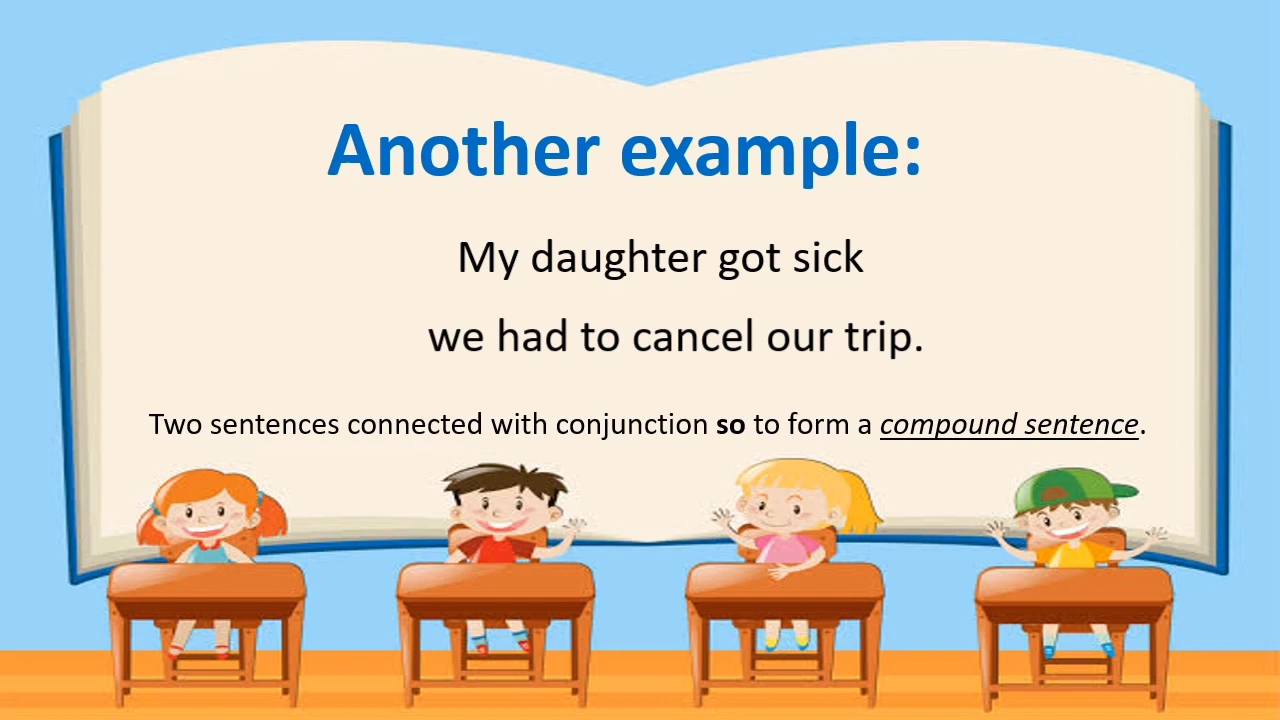 Another example:
My daughter got sick
we had to cancel our trip.
Two sentences connected with conjunction so to form a compound sentence.